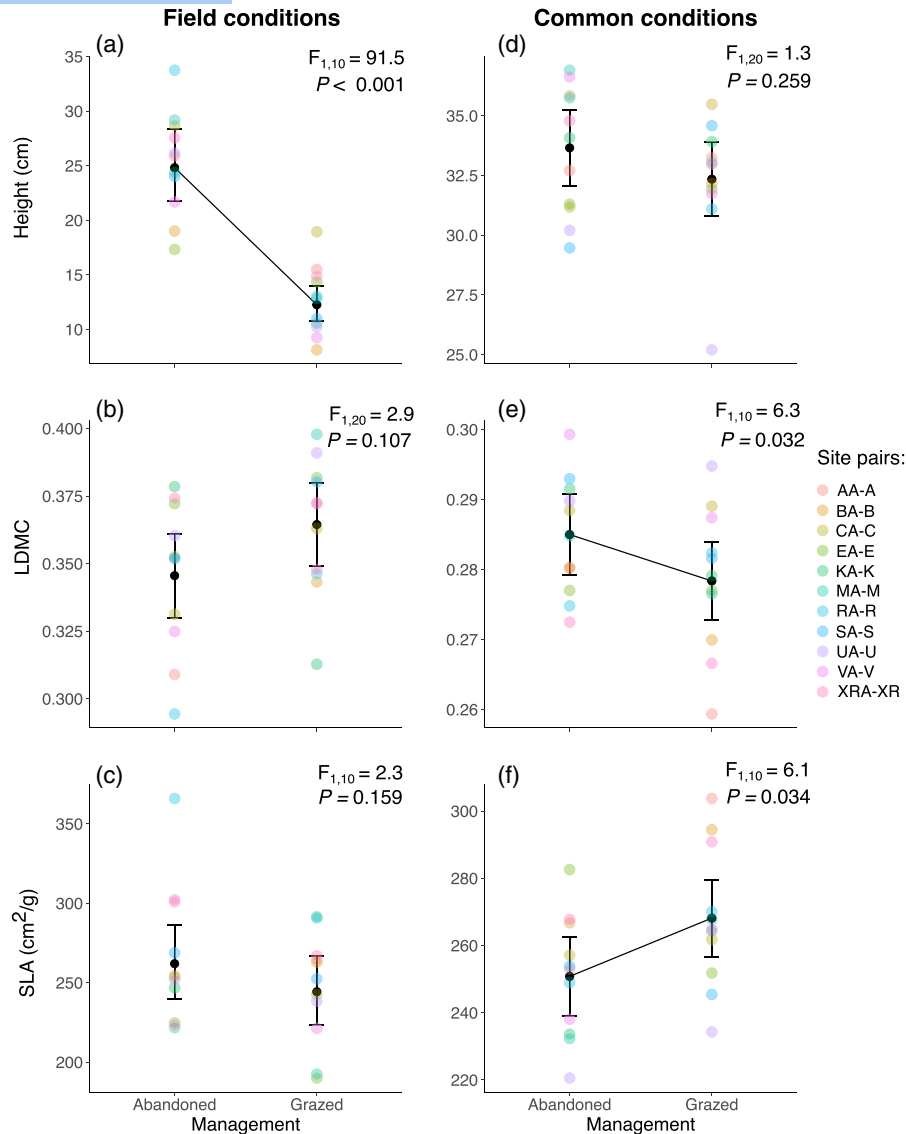 Field conditions
Common conditions
(a)
F1,10 = 91.5
P < 0.001
Height (cm)
35
30
25
20
15
10
(d)
F1,20 = 1.3
P = 0.259
35.0
32.5
30.0
27.5
25.0
(b)
F1,20 = 2.9
P = 0.107
LDMC
0.400
0.375
0.350
0.325
0.300
(e)
F1,10 = 6.3
P = 0.032
0.30
0.29
0.28
0.27
0.26
Site pairs:
AA-A
BA-B
CA-C
EA-E
KA-K
MA-M
RA-R
SA-S
UA-U
VA-V
XRA-XR
(c)
F1,10 = 2.3
P = 0.159
SLA (cm2/g)
350
300
250
200
Abandoned Grazed
Management
(f)
F1,10 = 6.1
P = 0.034
300
280
260
240
220
Abandoned Grazed
Management